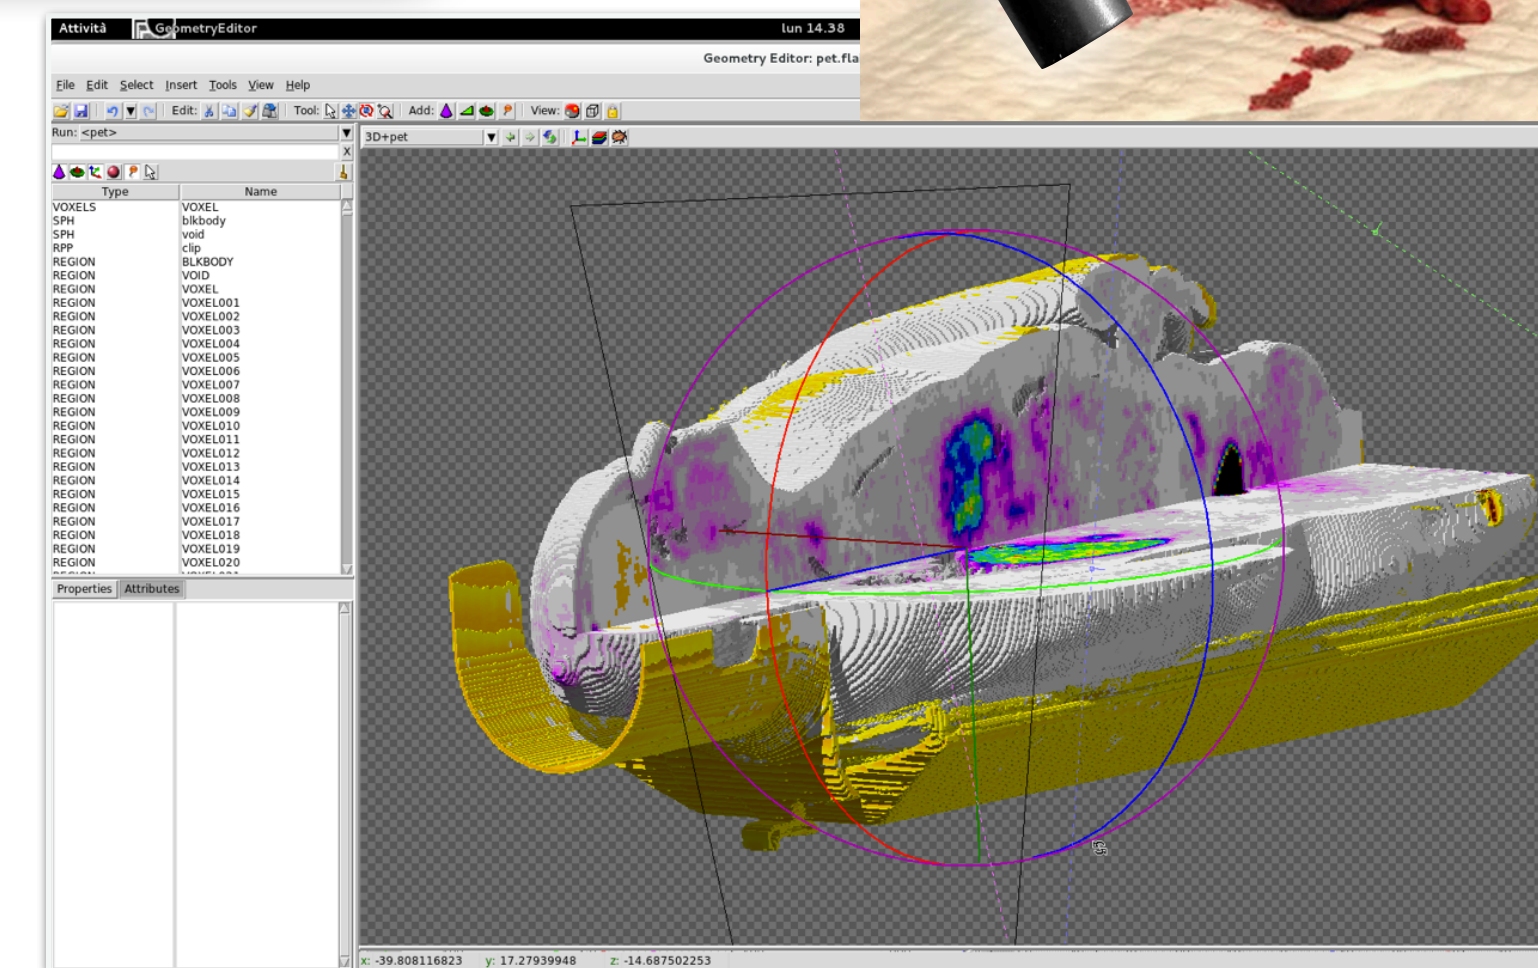 Attività GeometryEditor lun 14.38
Geometry Editor: pet.fla
File Edit Select Insert Tools View Help
Edit: Tool: Add: View:
Run: <pet>
3D+pet
X
Type Name
VOXELS VOXEL
SPH blkbody
SPH void
RPP clip
REGION BLKBODY
REGION VOID
REGION VOXEL
REGION VOXEL001
REGION VOXEL002
REGION VOXEL003
REGION VOXEL004
REGION VOXEL005
REGION VOXEL006
REGION VOXEL007
REGION VOXEL008
REGION VOXEL009
REGION VOXEL010
REGION VOXEL011
REGION VOXEL012
REGION VOXEL013
REGION VOXEL014
REGION VOXEL015
REGION VOXEL016
REGION VOXEL017
REGION VOXEL018
REGION VOXEL019
REGION VOXEL020
Properties Attributes
x: -39.808116823 y: 17.27939948 z: -14.687502253